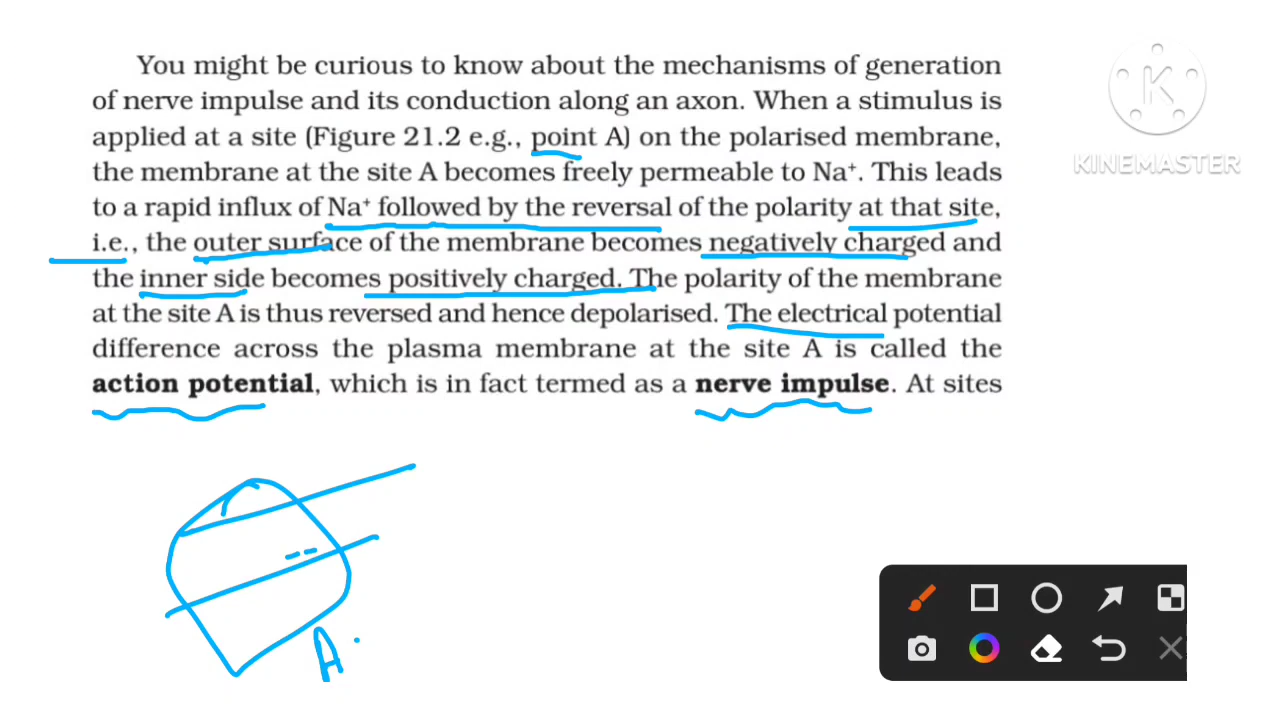 You might be curious to know about the mechanisms of generation
of nerve impulse and its conduction along an axon. When a stimulus is
applied at a site (Figure 21.2 e.g., point A) on the polarised membrane,
the membrane at the site A becomes freely permeable to Na⁺. This leads
to a rapid influx of Na⁺ followed by the reversal of the polarity at that site,
i.e., the outer surface of the membrane becomes negatively charged and
the inner side becomes positively charged. The polarity of the membrane
at the site A is thus reversed and hence depolarised. The electrical potential
difference across the plasma membrane at the site A is called the
action potential, which is in fact termed as a nerve impulse. At sites
K
KINEMASTER
A